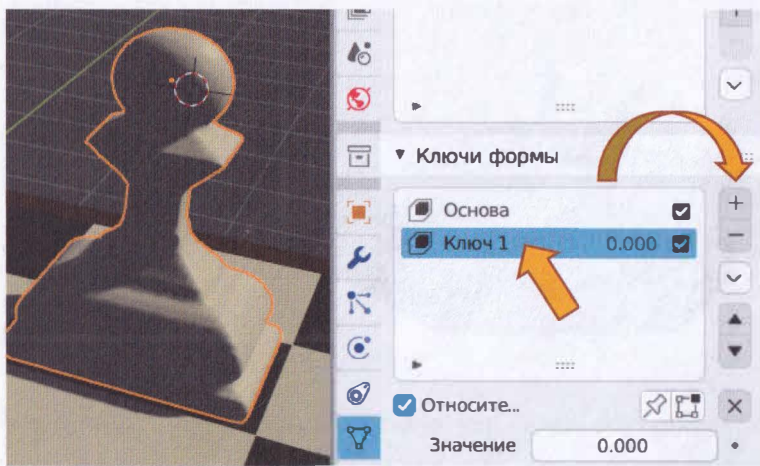 Ключи формы
Основа
Ключ 1 0.000
Относите...
Значение 0.000